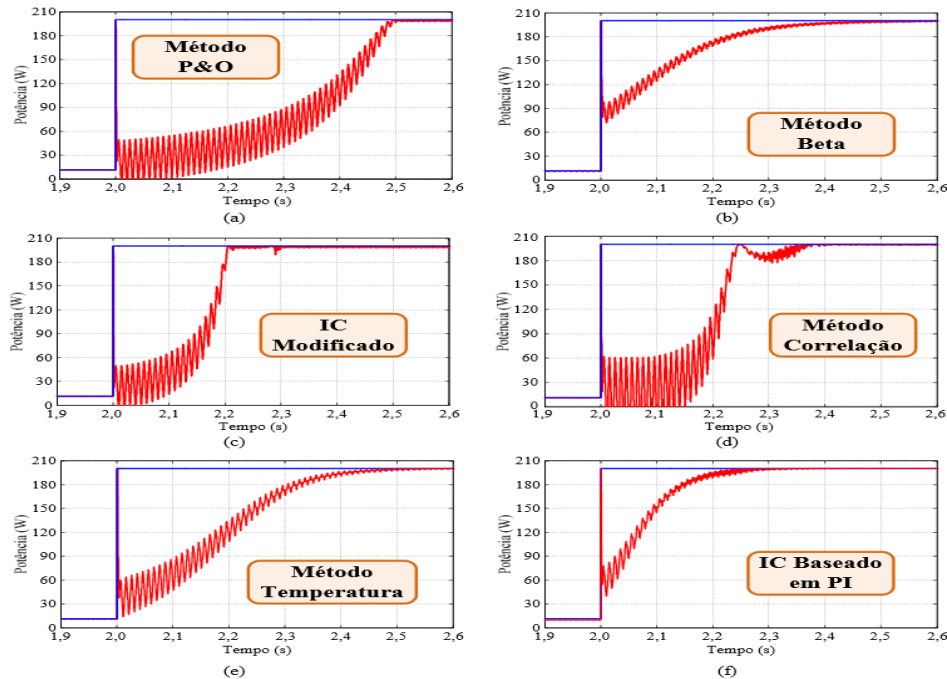 210
180
150
120
90
60
30
0
Potência (W)
Método
P&O
1,9 2,0 2,1 2,2 2,3 2,4 2,5 2,6
Tempo (s)
(a)
210
180
150
120
90
60
30
0
Potência (W)
Método
Beta
1,9 2,0 2,1 2,2 2,3 2,4 2,5 2,6
Tempo (s)
(b)
210
180
150
120
90
60
30
0
Potência (W)
IC
Modificado
1,9 2,0 2,1 2,2 2,3 2,4 2,5 2,6
Tempo (s)
(c)
210
180
150
120
90
60
30
0
Potência (W)
Método
Correlação
1,9 2,0 2,1 2,2 2,3 2,4 2,5 2,6
Tempo (s)
(d)
210
180
150
120
90
60
30
0
Potência (W)
Método
Temperatura
1,9 2,0 2,1 2,2 2,3 2,4 2,5 2,6
Tempo (s)
(e)
210
180
150
120
90
60
30
0
Potência (W)
IC Baseado
em PI
1,9 2,0 2,1 2,2 2,3 2,4 2,5 2,6
Tempo (s)
(f)